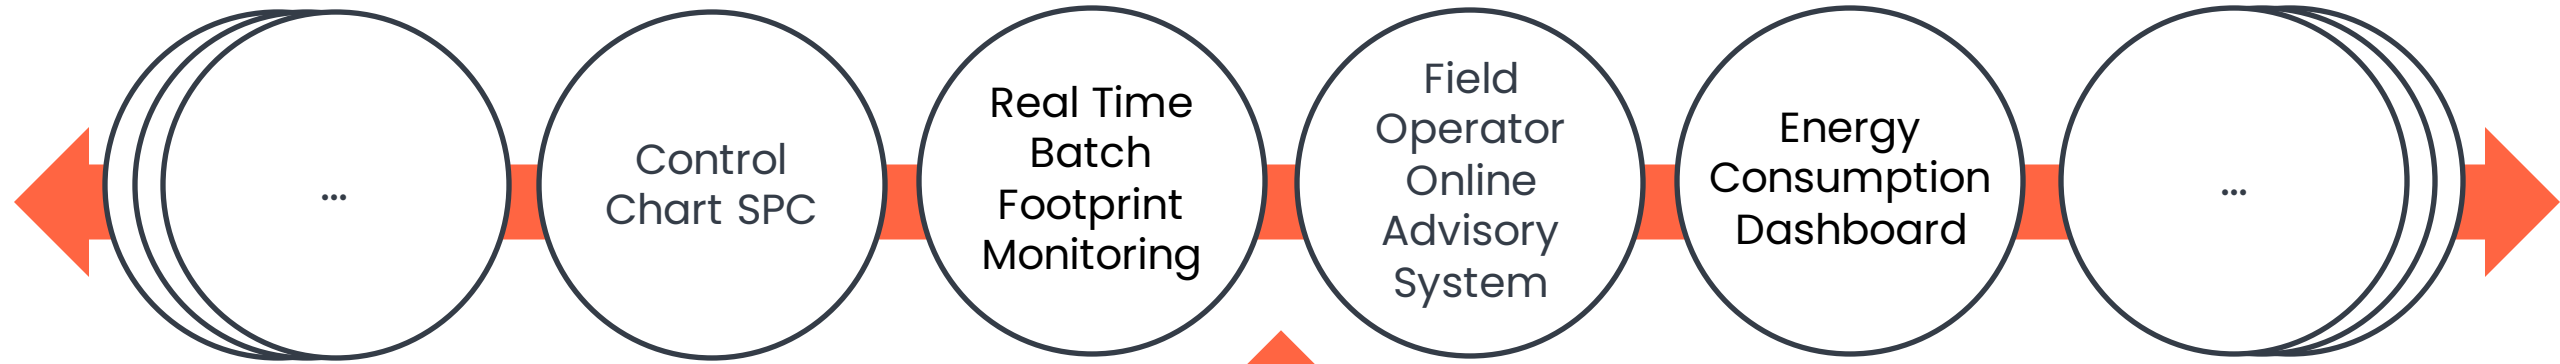 ...
Control
Chart SPC
Real Time
Batch
Footprint
Monitoring
Field
Operator
Online
Advisory
System
Energy
Consumption
Dashboard
...